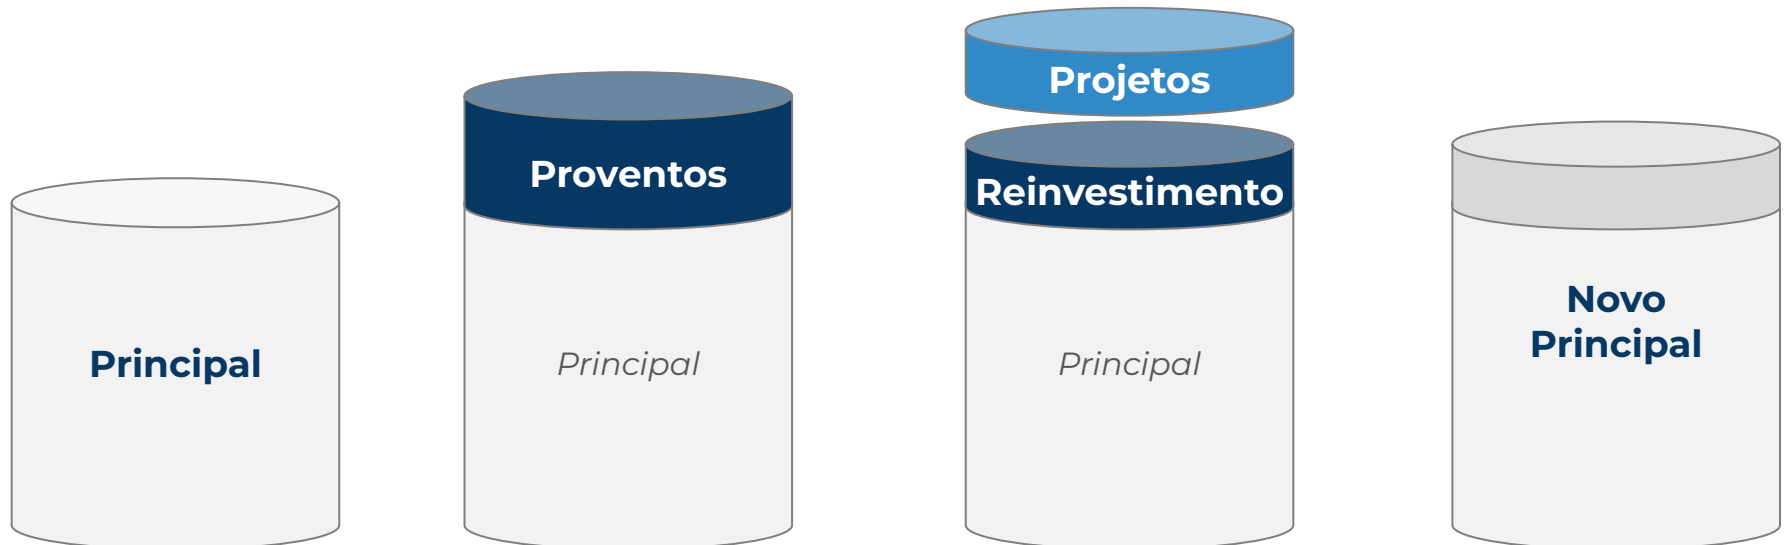 Principal
Proventos
Principal
Projetos
Reinvestimento
Principal
Novo
Principal